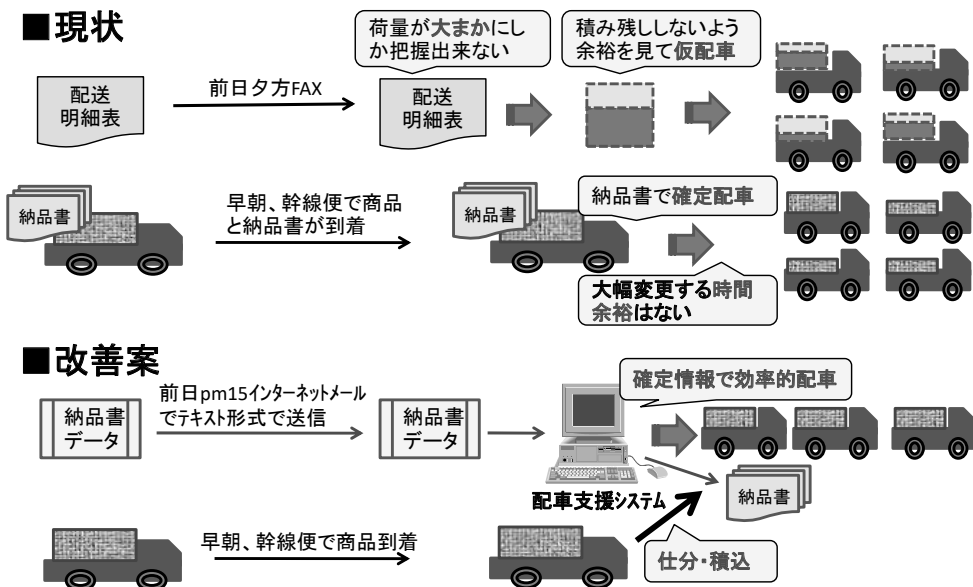 ■現状
荷量が大まかにし
か把握出来ない
積み残ししないよう
余裕を見て仮配車
配送
明細表
前日夕方FAX
配送
明細表
納品書
早朝、幹線便で商品
と納品書が到着
納品書
納品書で確定配車
大幅変更する時間
余裕はない
■改善案
確定情報で効率的配車
納品書
データ
前日pm15インターネットメール
でテキスト形式で送信
納品書
データ
配車支援システム
納品書
早朝、幹線便で商品到着
仕分・積込